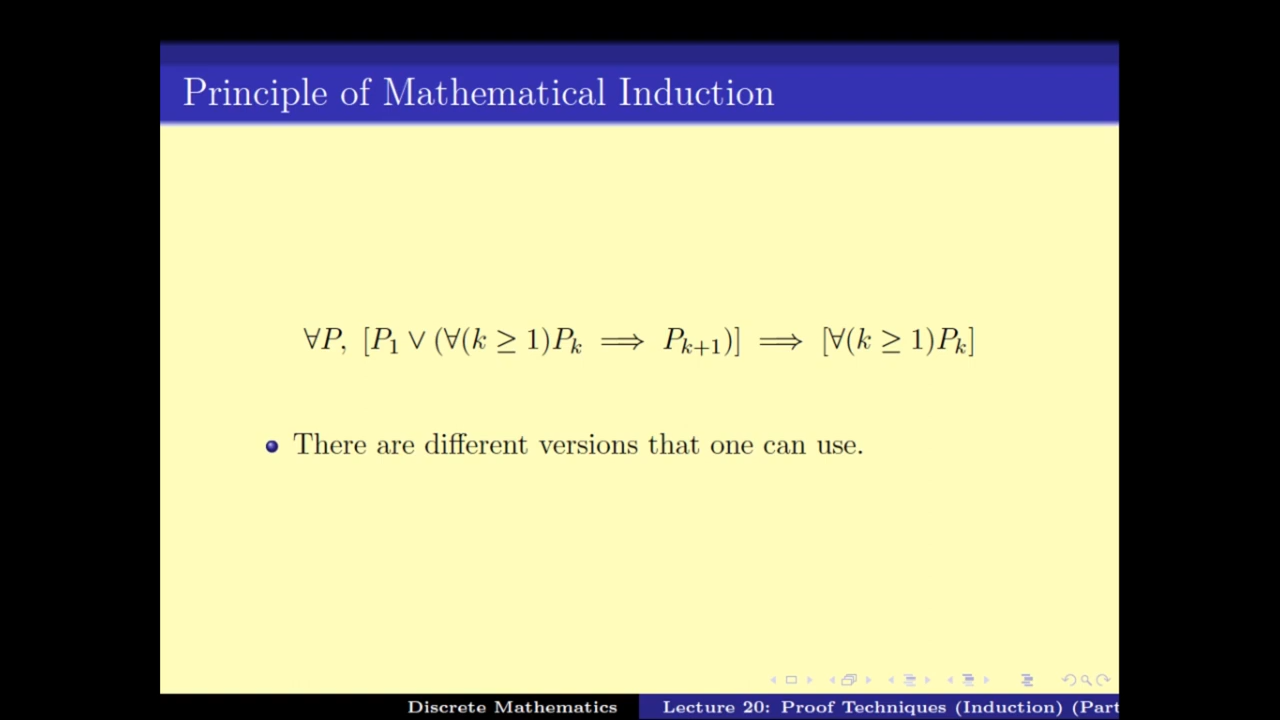 Principle of Mathematical Induction
∀P, [P₁ ∨ (∀(k ≥ 1)Pₖ ⟹ Pₖ₊₁)] ⟹ [∀(k ≥ 1)Pₖ]
There are different versions that one can use.
Discrete Mathematics
Lecture 20: Proof Techniques (Induction) (Part